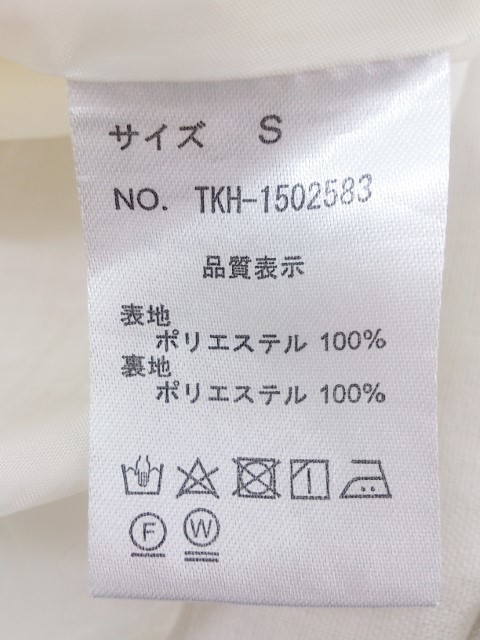 サイズ S
NO. TKH-1502583
品質表示
表地
ポリエステル 100%
裏地
ポリエステル 100%
F W